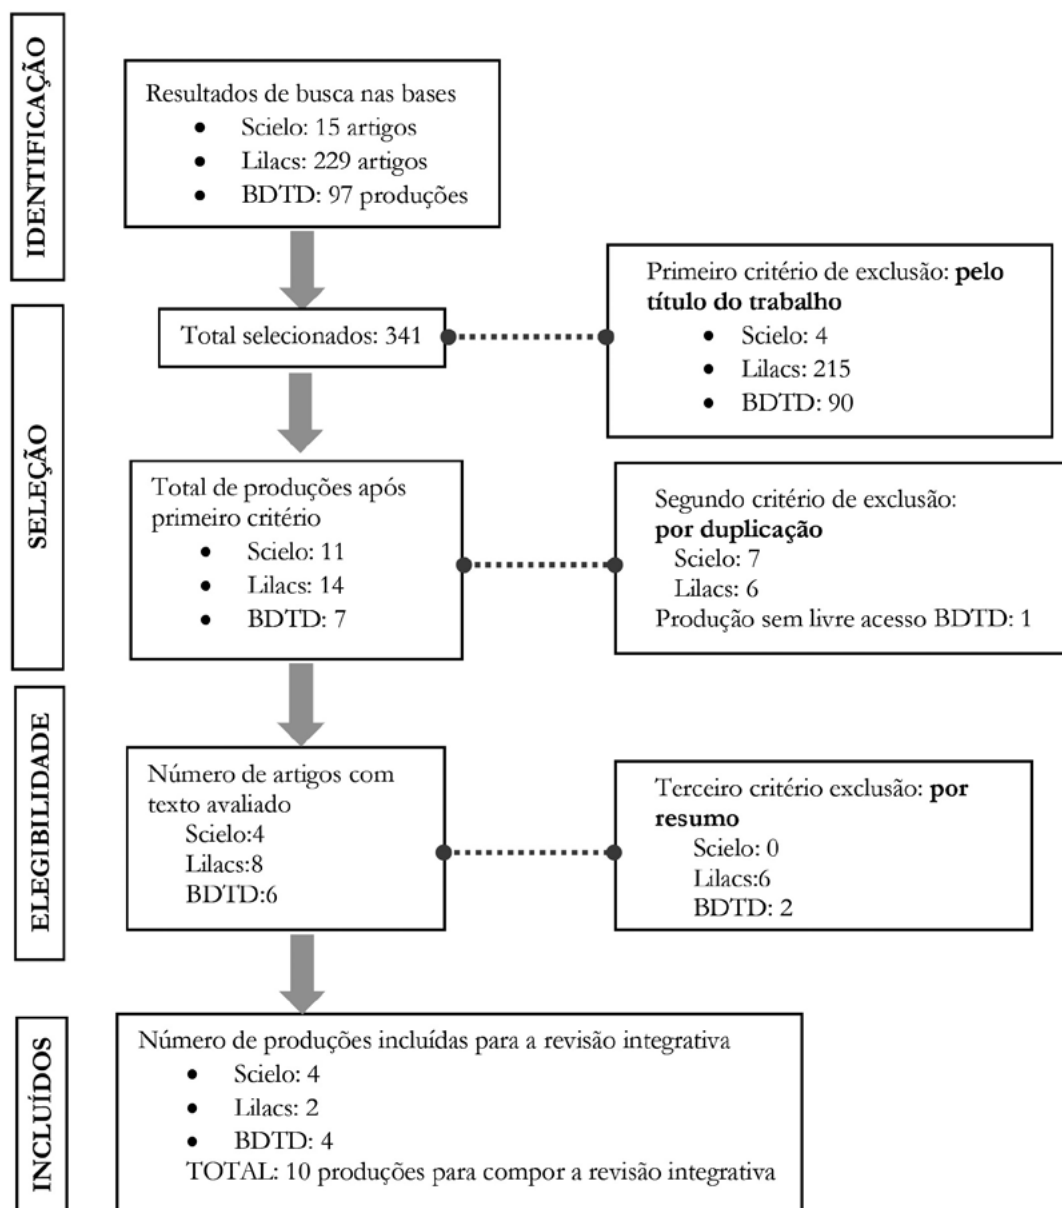 IDENTIFICAÇÃO
Resultados de busca nas bases
• Scielo: 15 artigos
• Lilacs: 229 artigos
• BDTD: 97 produções
SELEÇÃO
Total selecionados: 341
Primeiro critério de exclusão: pelo
título do trabalho
• Scielo: 4
• Lilacs: 215
• BDTD: 90
Total de produções após
primeiro critério
• Scielo: 11
• Lilacs: 14
• BDTD: 7
Segundo critério de exclusão:
por duplicação
Scielo: 7
Lilacs: 6
Produção sem livre acesso BDTD: 1
ELEGIBILIDADE
Número de artigos com
texto avaliado
Scielo:4
Lilacs:8
BDTD:6
Terceiro critério exclusão: por
resumo
Scielo: 0
Lilacs:6
BDTD: 2
INCLUÍDOS
Número de produções incluídas para a revisão integrativa
• Scielo: 4
• Lilacs: 2
• BDTD: 4
TOTAL: 10 produções para compor a revisão integrativa